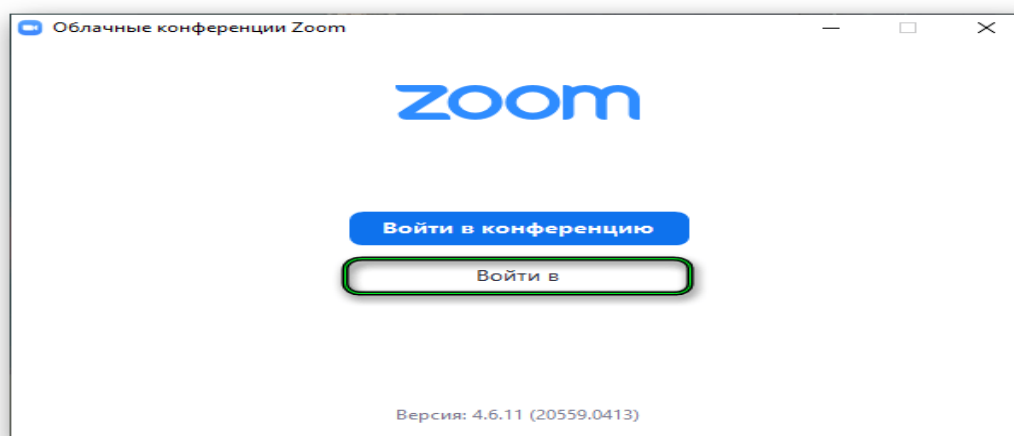 Облачные конференции Zoom
zoom
Войти в конференцию
Войти в
Версия: 4.6.11 (20559.0413)